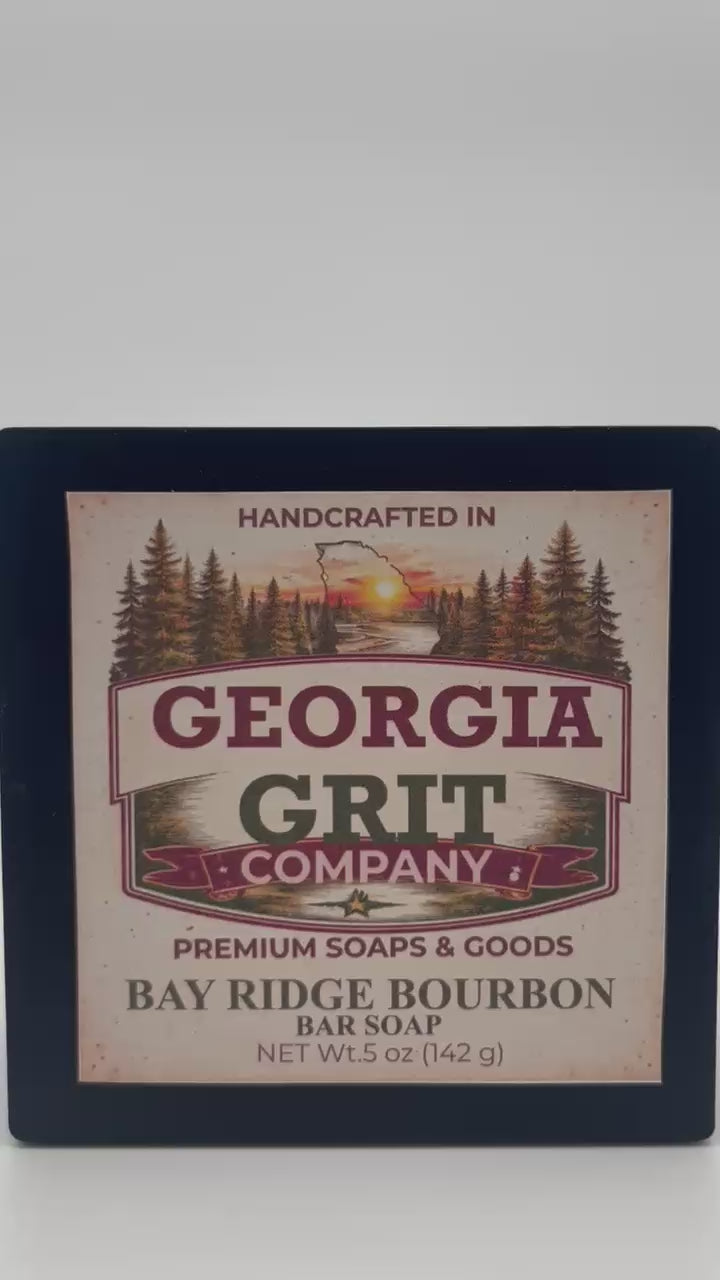 HANDCRAFTED IN
GEORGIA
GRIT
COMPANY
PREMIUM SOAPS & GOODS
BAY RIDGE BOURBON
BAR SOAP
NET Wt.5 oz (142 g)